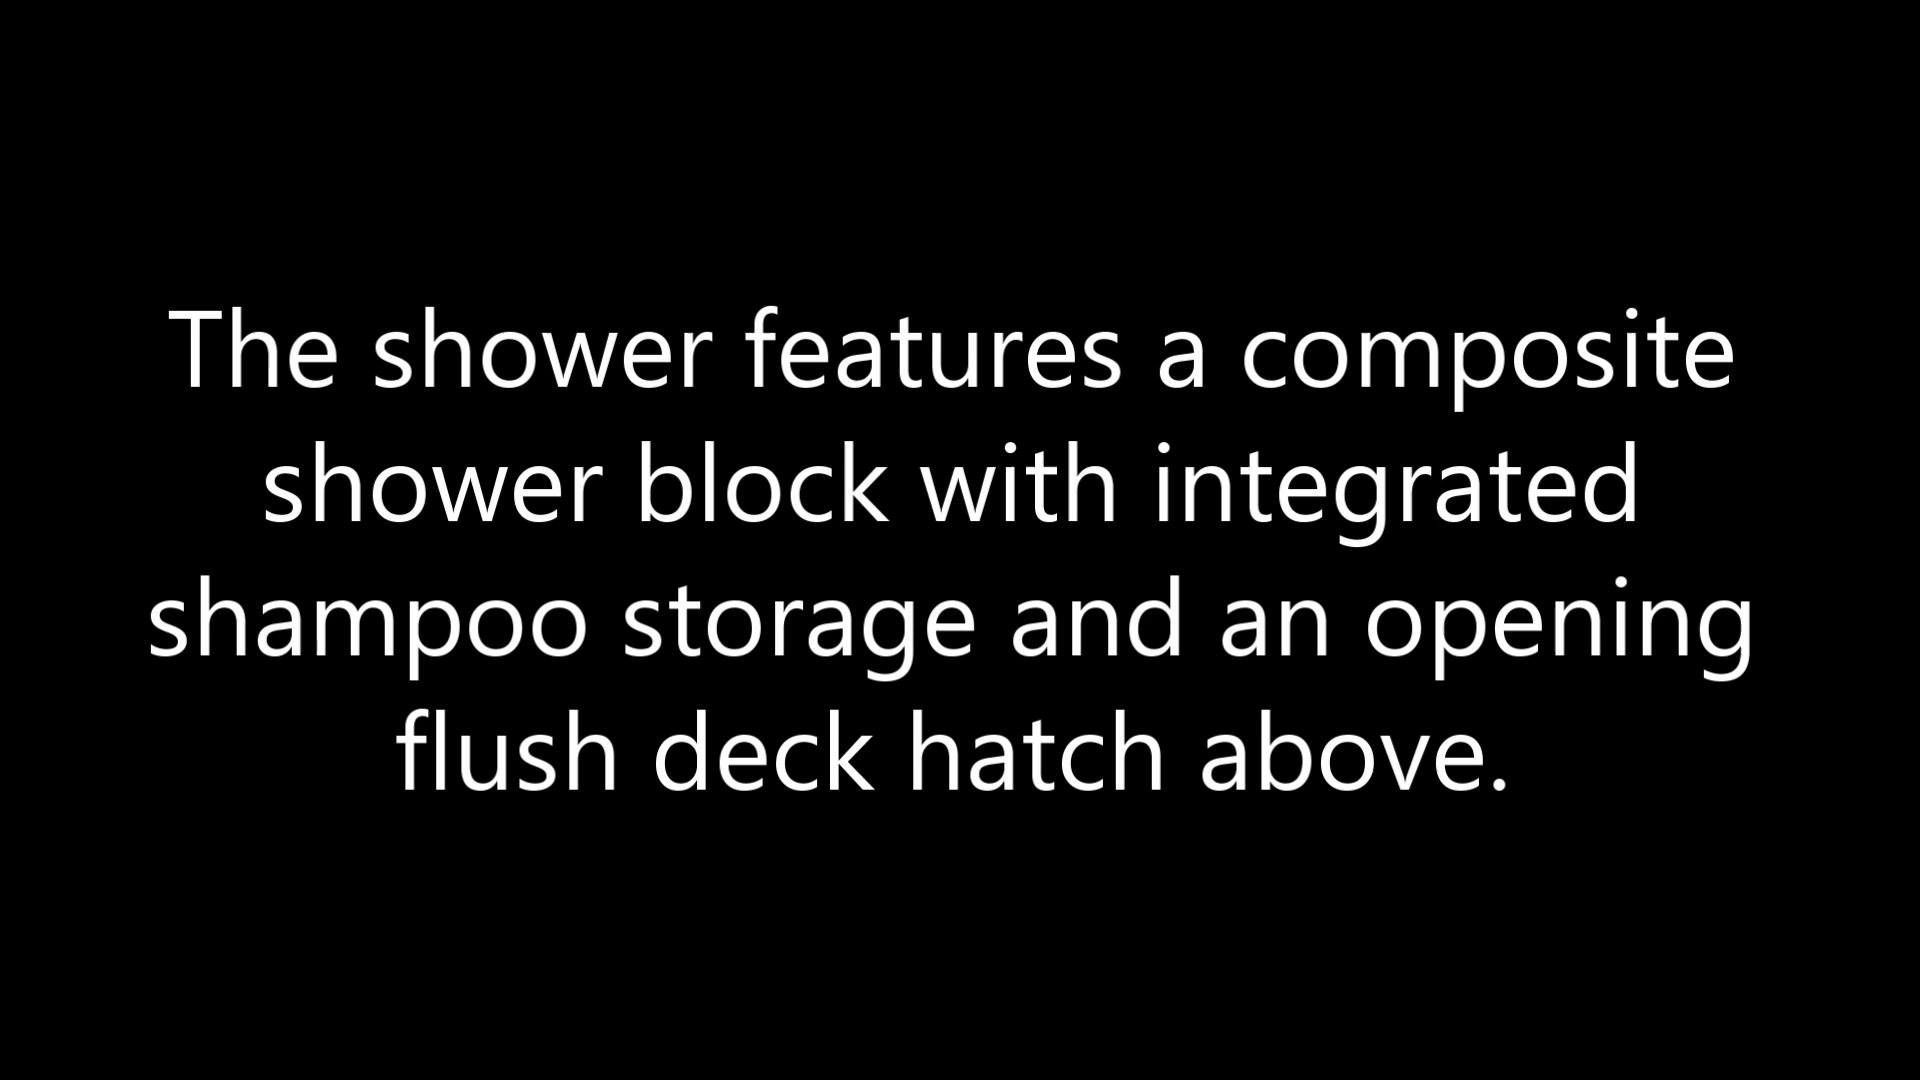 The shower features a composite
shower block with integrated
shampoo storage and an opening
flush deck hatch above.